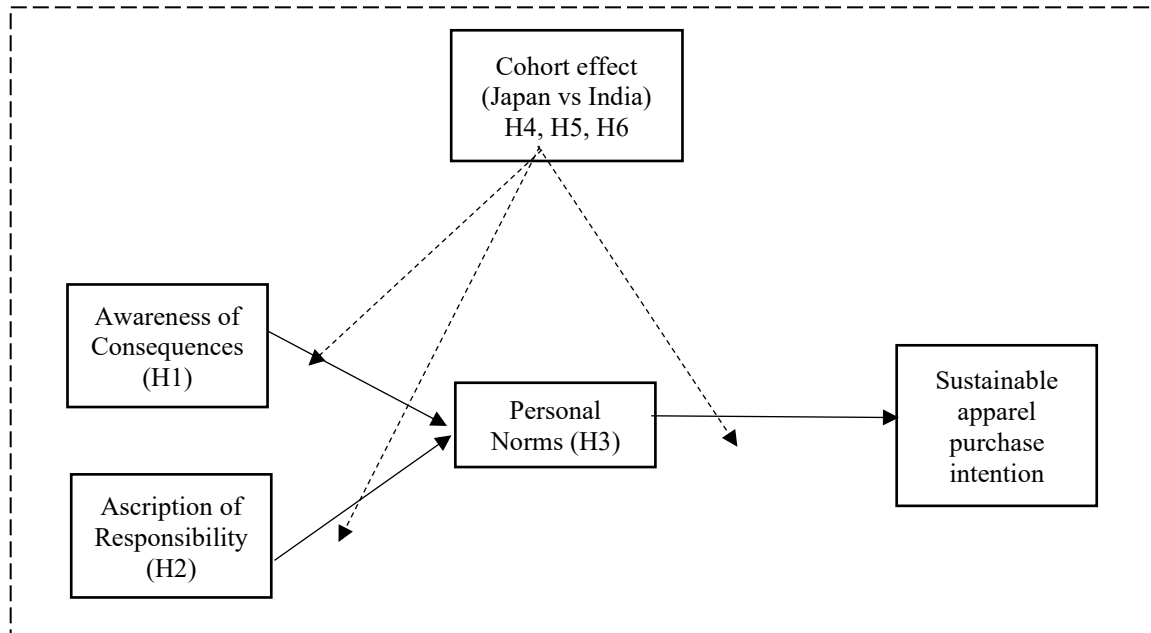 Cohort effect
(Japan vs India)
H4, H5, H6
Awareness of
Consequences
(H1)
Personal
Norms (H3)
Sustainable
apparel
purchase
intention
Ascription of
Responsibility
(H2)